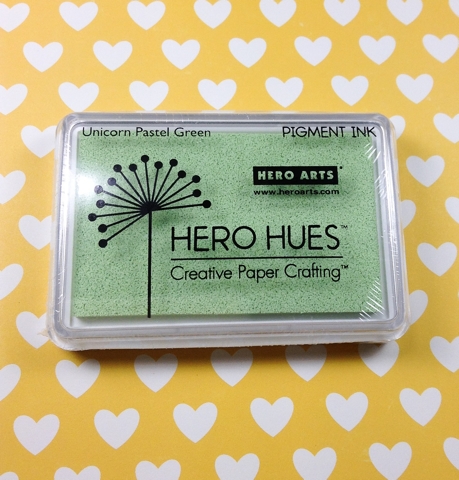 Unicorn Pastel Green PIGMENT INK
HERO ARTS®
www.heroarts.com
HERO HUES™
Creative Paper Crafting™